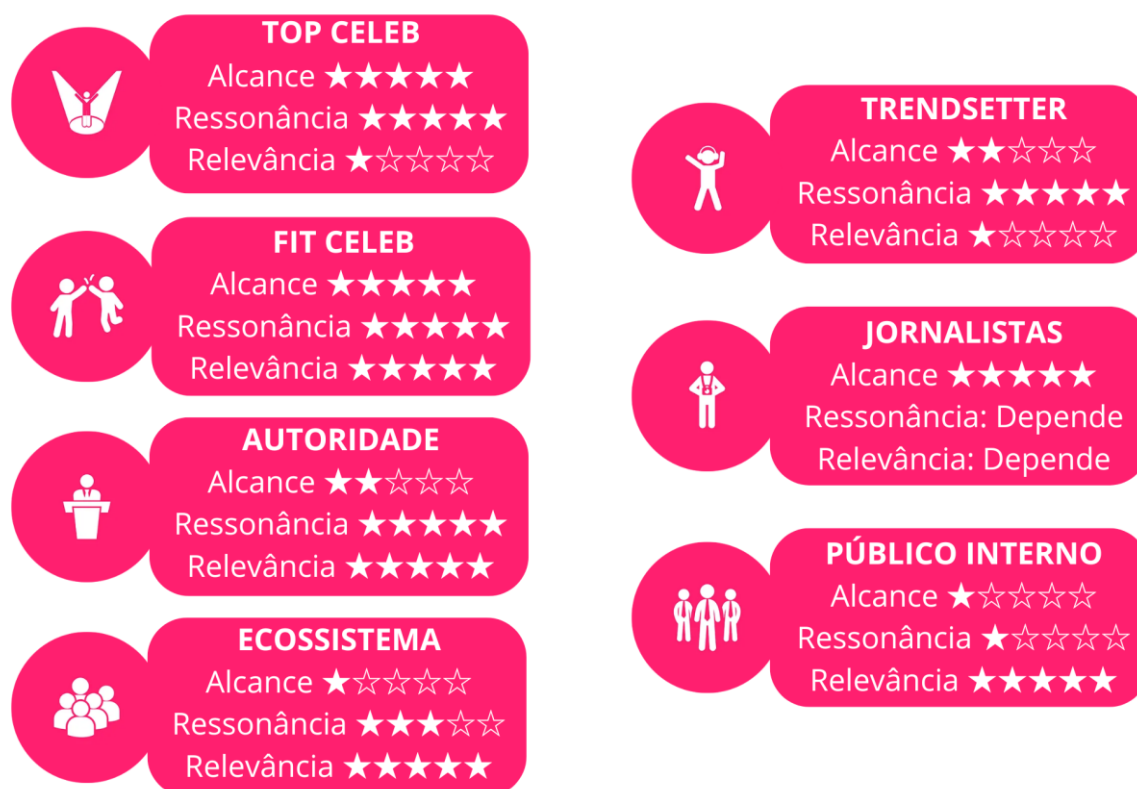 TOP CELEB
Alcance ★★★★★
Ressonância ★★★★★
Relevância ★☆☆☆☆
FIT CELEB
Alcance ★★★★★
Ressonância ★★★★★
Relevância ★★★★★
AUTORIDADE
Alcance ★★☆☆☆
Ressonância ★★★★★
Relevância ★★★★★
ECOSSISTEMA
Alcance ★☆☆☆☆
Ressonância ★★★☆☆
Relevância ★★★★★
TRENDSETTER
Alcance ★★☆☆☆
Ressonância ★★★★★
Relevância ★☆☆☆☆
JORNALISTAS
Alcance ★★★★★
Ressonância: Depende
Relevância: Depende
PÚBLICO INTERNO
Alcance ★☆☆☆☆
Ressonância ★☆☆☆☆
Relevância ★★★★★